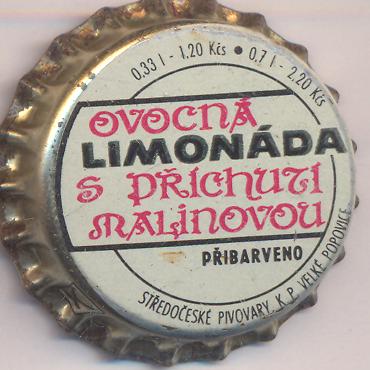 0.33 l - 1.20 Kčs • 0,7 l - 2,20 Kčs
OVOCNÁ
LIMONÁDA
S PŘÍCHUTÍ
MALINOVOU
PŘIBARVENO
STŘEDOČESKÉ PIVOVARY, K. P. VELKÉ POPOVICE